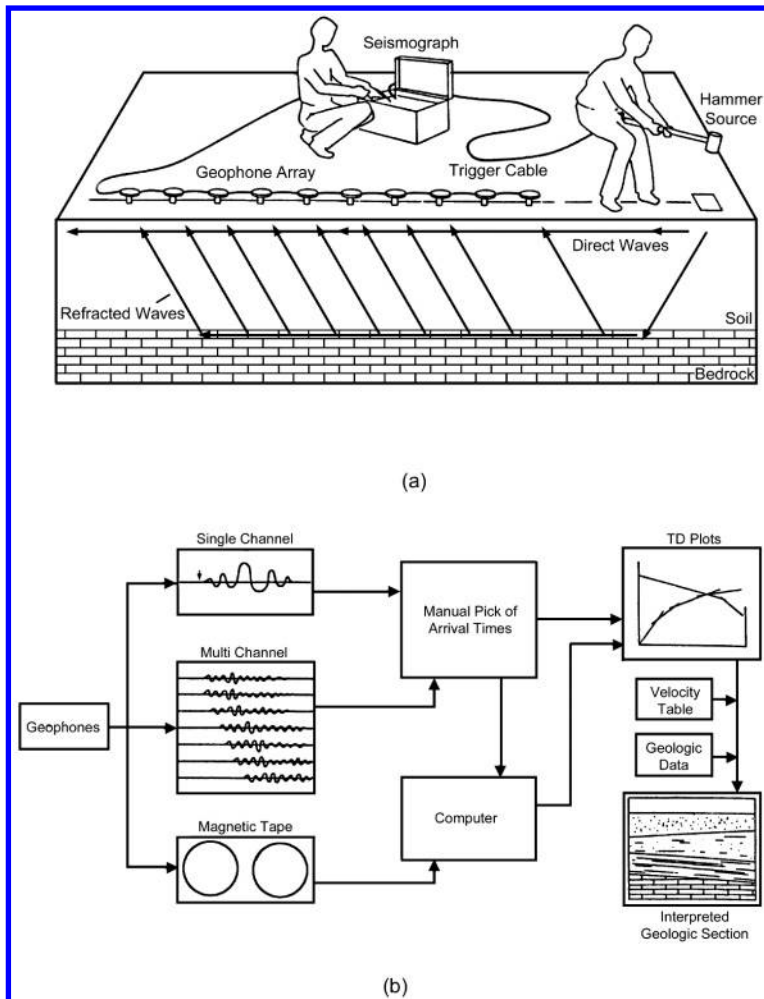 Seismograph
Hammer
Source
Geophone Array
Trigger Cable
Direct Waves
Refracted Waves
Soil
Bedrock
(a)
Single Channel
TD Plots
Manual Pick of
Arrival Times
Multi Channel
Velocity
Table
Geophones
Geologic
Data
Computer
Magnetic Tape
Interpreted
Geologic Section
(b)